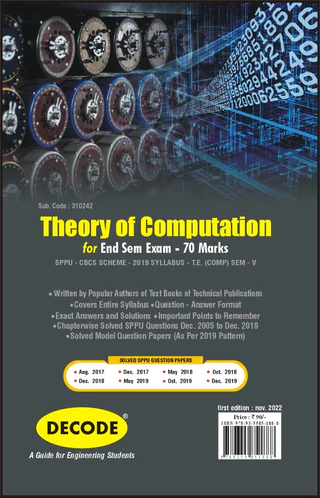 Sub. Code : 310242
Theory of Computation
for End Sem Exam - 70 Marks
SPPU - CBCS SCHEME - 2019 SYLLABUS - T.E. (COMP) SEM - V
• Written by Popular Authors of Text Books of Technical Publications
• Covers Entire Syllabus • Question - Answer Format
• Exact Answers and Solutions • Important Points to Remember
• Chapterwise Solved SPPU Questions Dec. 2005 to Dec. 2019
• Solved Model Question Papers (As Per 2019 Pattern)
SOLVED SPPU QUESTION PAPERS
• Aug. 2017 • Dec. 2017 • May 2018 • Oct. 2018
• Dec. 2018 • May 2019 • Oct. 2019 • Dec. 2019
first edition : nov. 2022
Price : ₹ 90/-
DECODE®
A Guide for Engineering Students